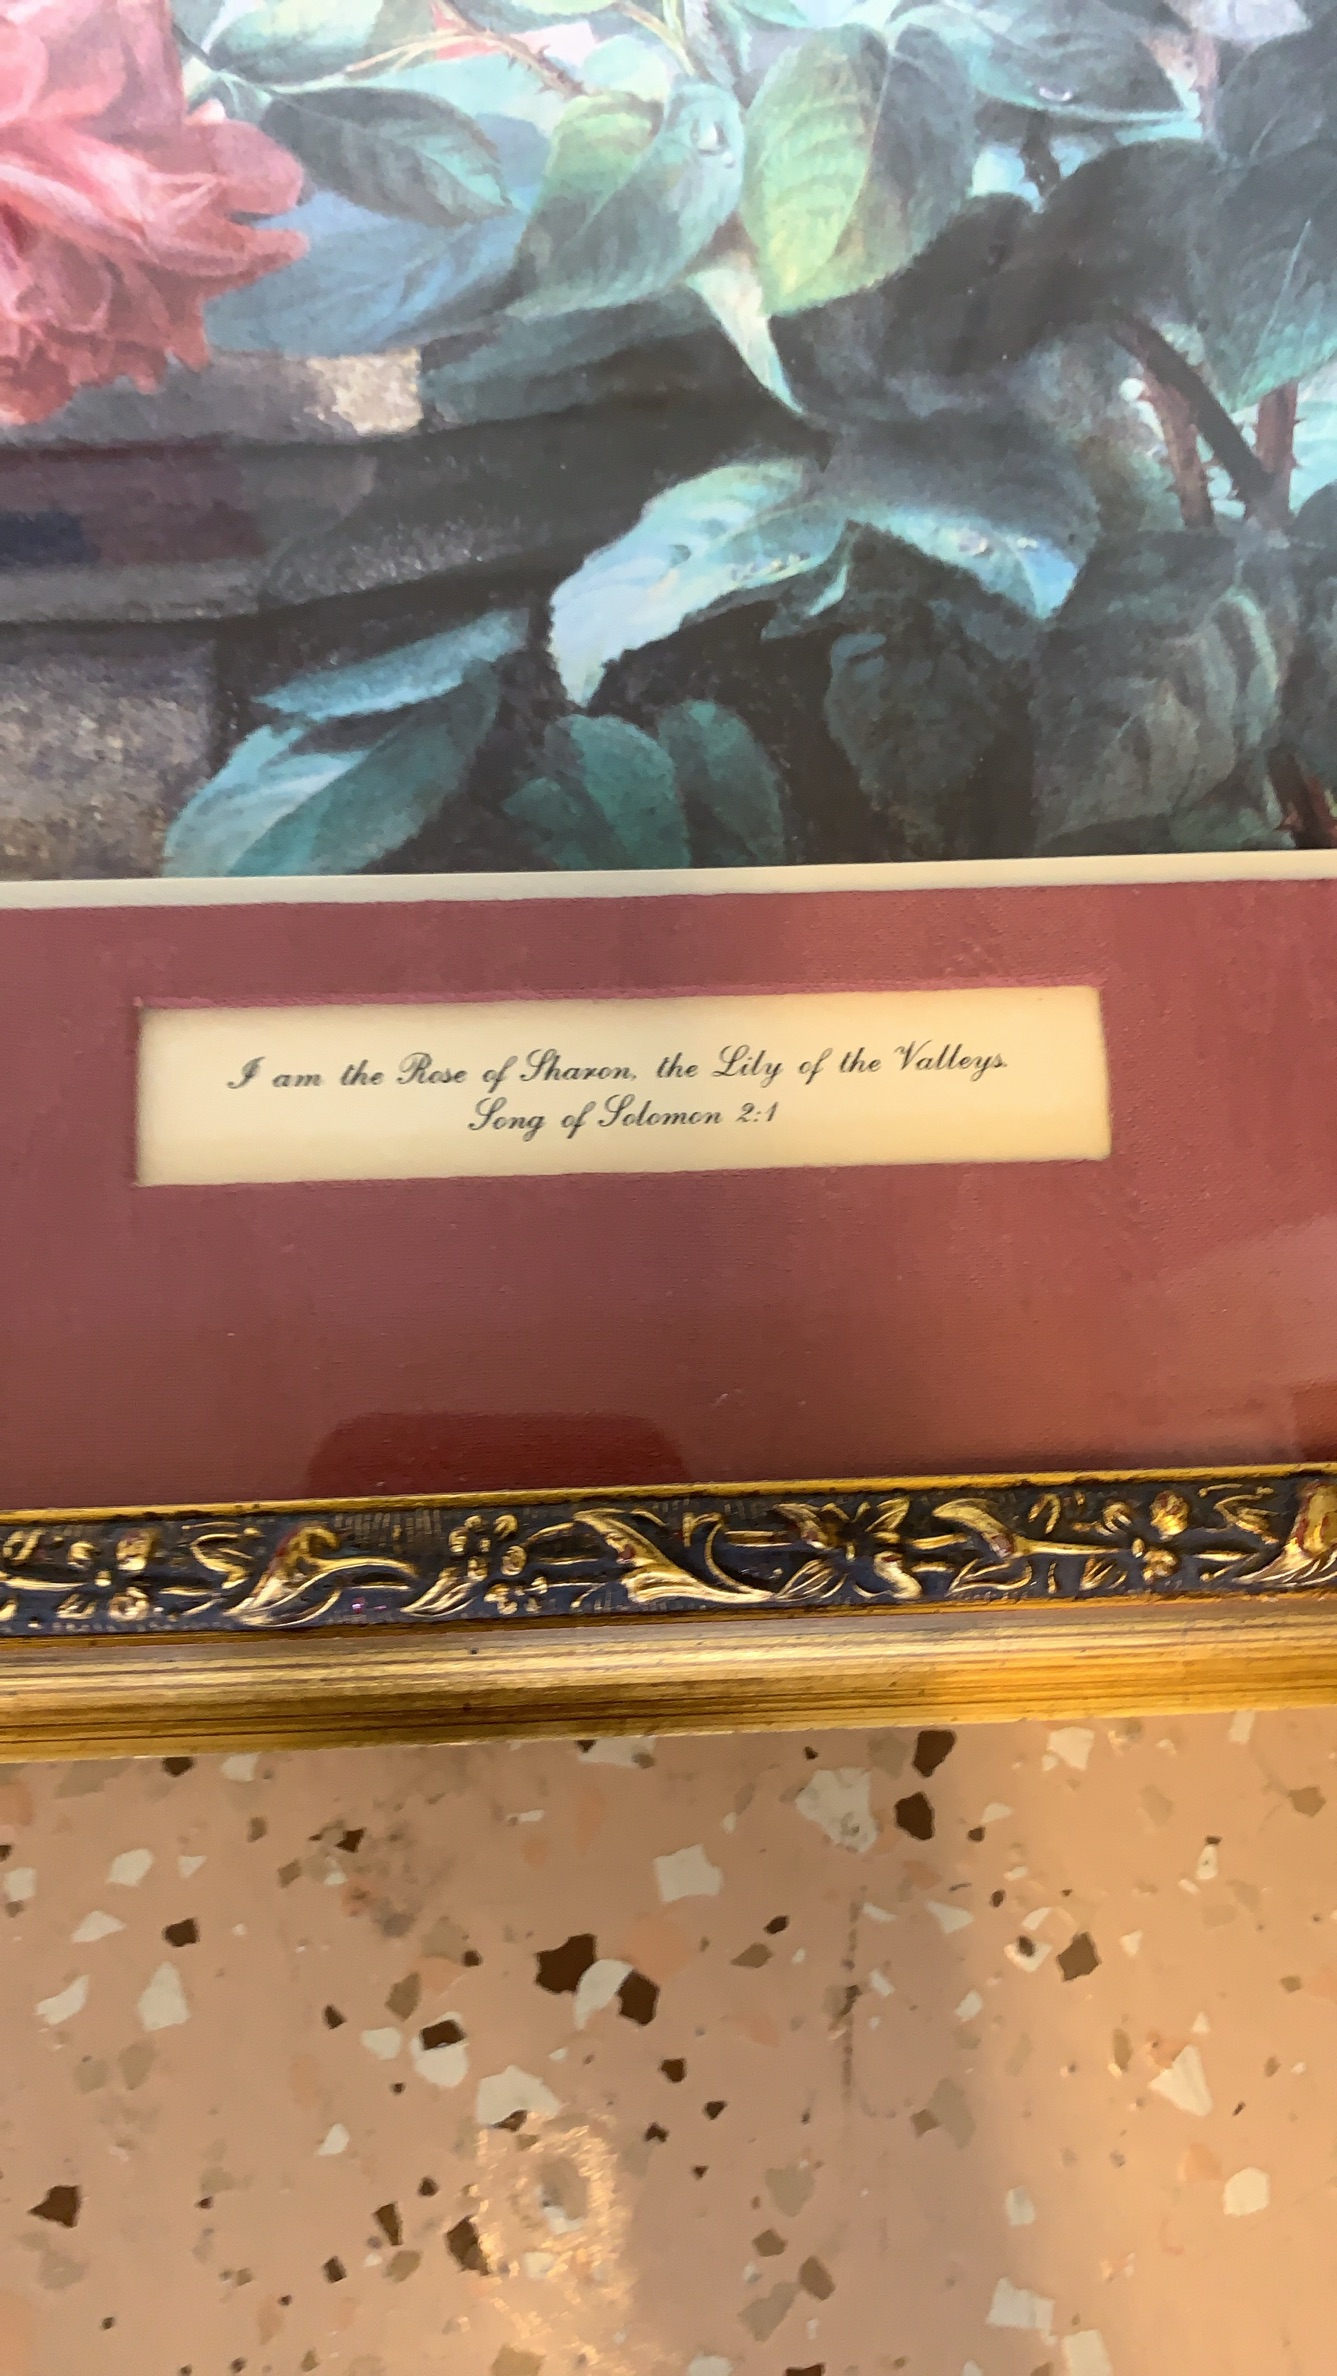 I am the Rose of Sharon, the Lily of the Valleys.
Song of Solomon 2:1